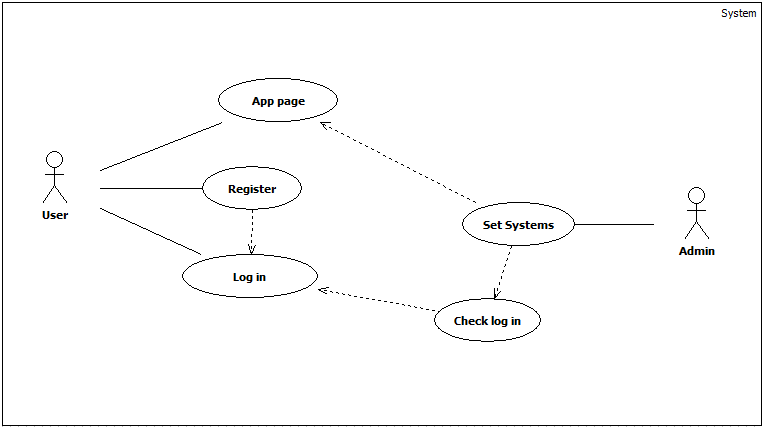 System
App page
Register
User
Set Systems
Admin
Log in
Check log in